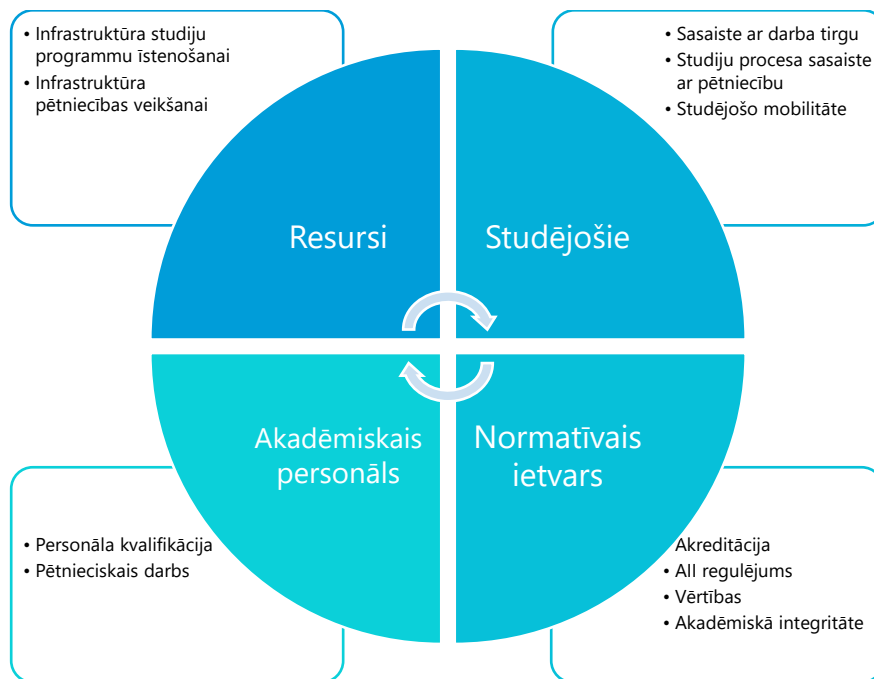 • Infrastruktūra studiju
programmu īstenošanai
• Infrastruktūra
pētniecības veikšanai
• Sasaiste ar darba tirgu
• Studiju procesa sasaiste
ar pētniecību
• Studējošo mobilitāte
Resursi
Studējošie
Akadēmiskais
personāls
Normatīvais
ietvars
• Personāla kvalifikācija
• Pētnieciskais darbs
Akreditācija
• AII regulējums
• Vērtības
• Akadēmiskā integritāte